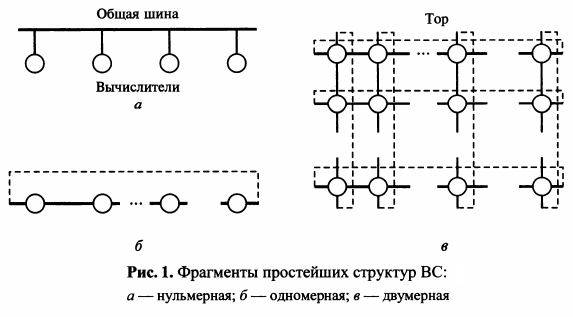 Общая шина
Вычислители
а
Тор
...
...
б
в
Рис. 1. Фрагменты простейших структур ВС:
а — нульмерная; б — одномерная; в — двумерная